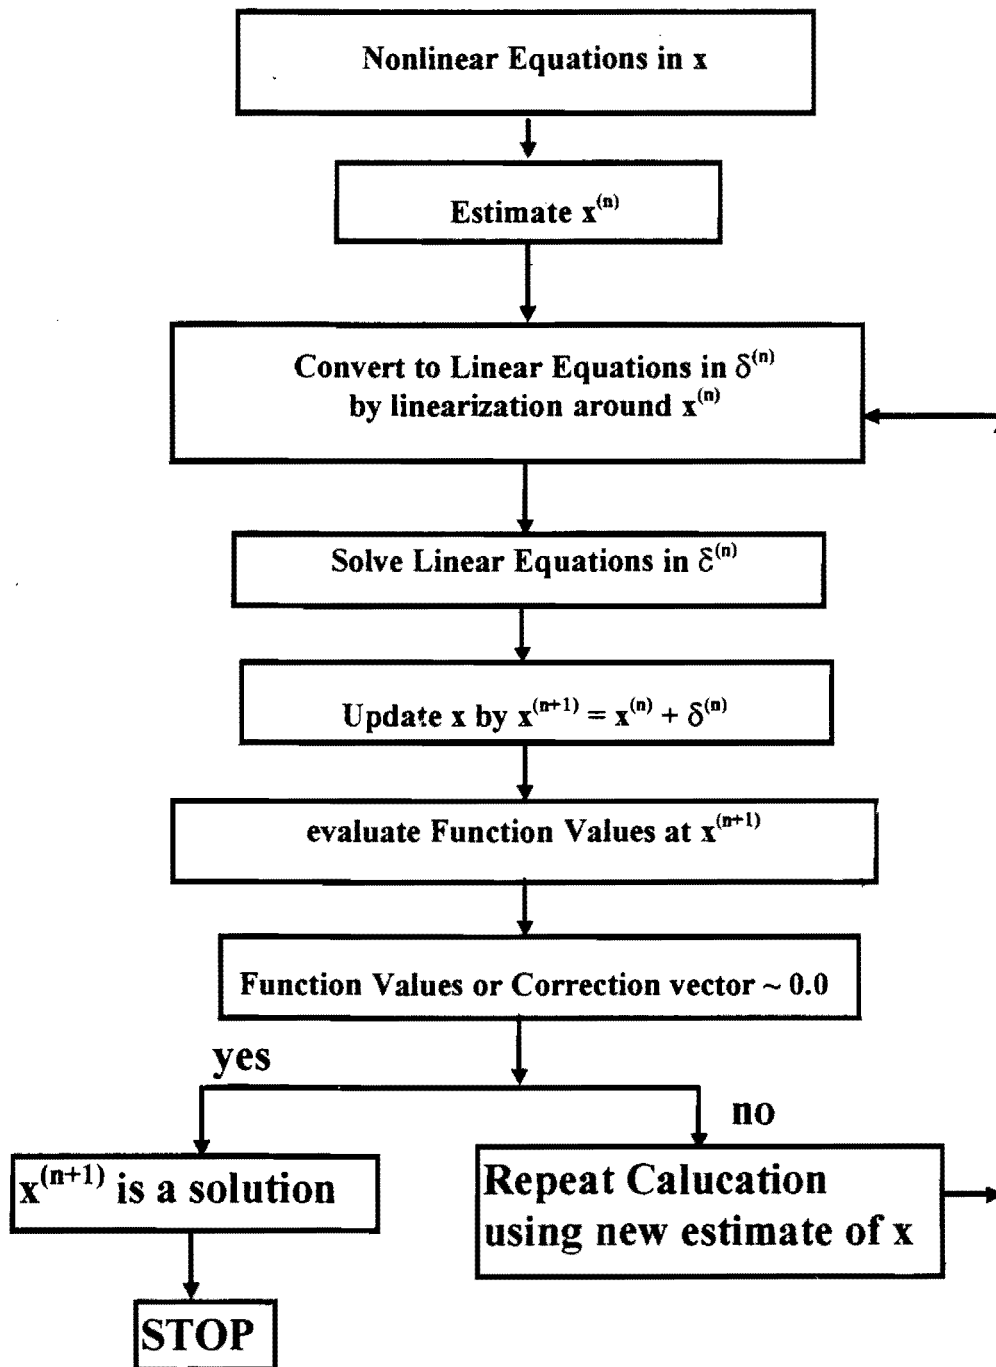 Nonlinear Equations in x
Estimate x⁽ⁿ⁾
Convert to Linear Equations in δ⁽ⁿ⁾
by linearization around x⁽ⁿ⁾
Solve Linear Equations in δ⁽ⁿ⁾
Update x by x⁽ⁿ⁺¹⁾ = x⁽ⁿ⁾ + δ⁽ⁿ⁾
evaluate Function Values at x⁽ⁿ⁺¹⁾
Function Values or Correction vector ~ 0.0
yes
no
x⁽ⁿ⁺¹⁾ is a solution
Repeat Calucation
using new estimate of x
STOP